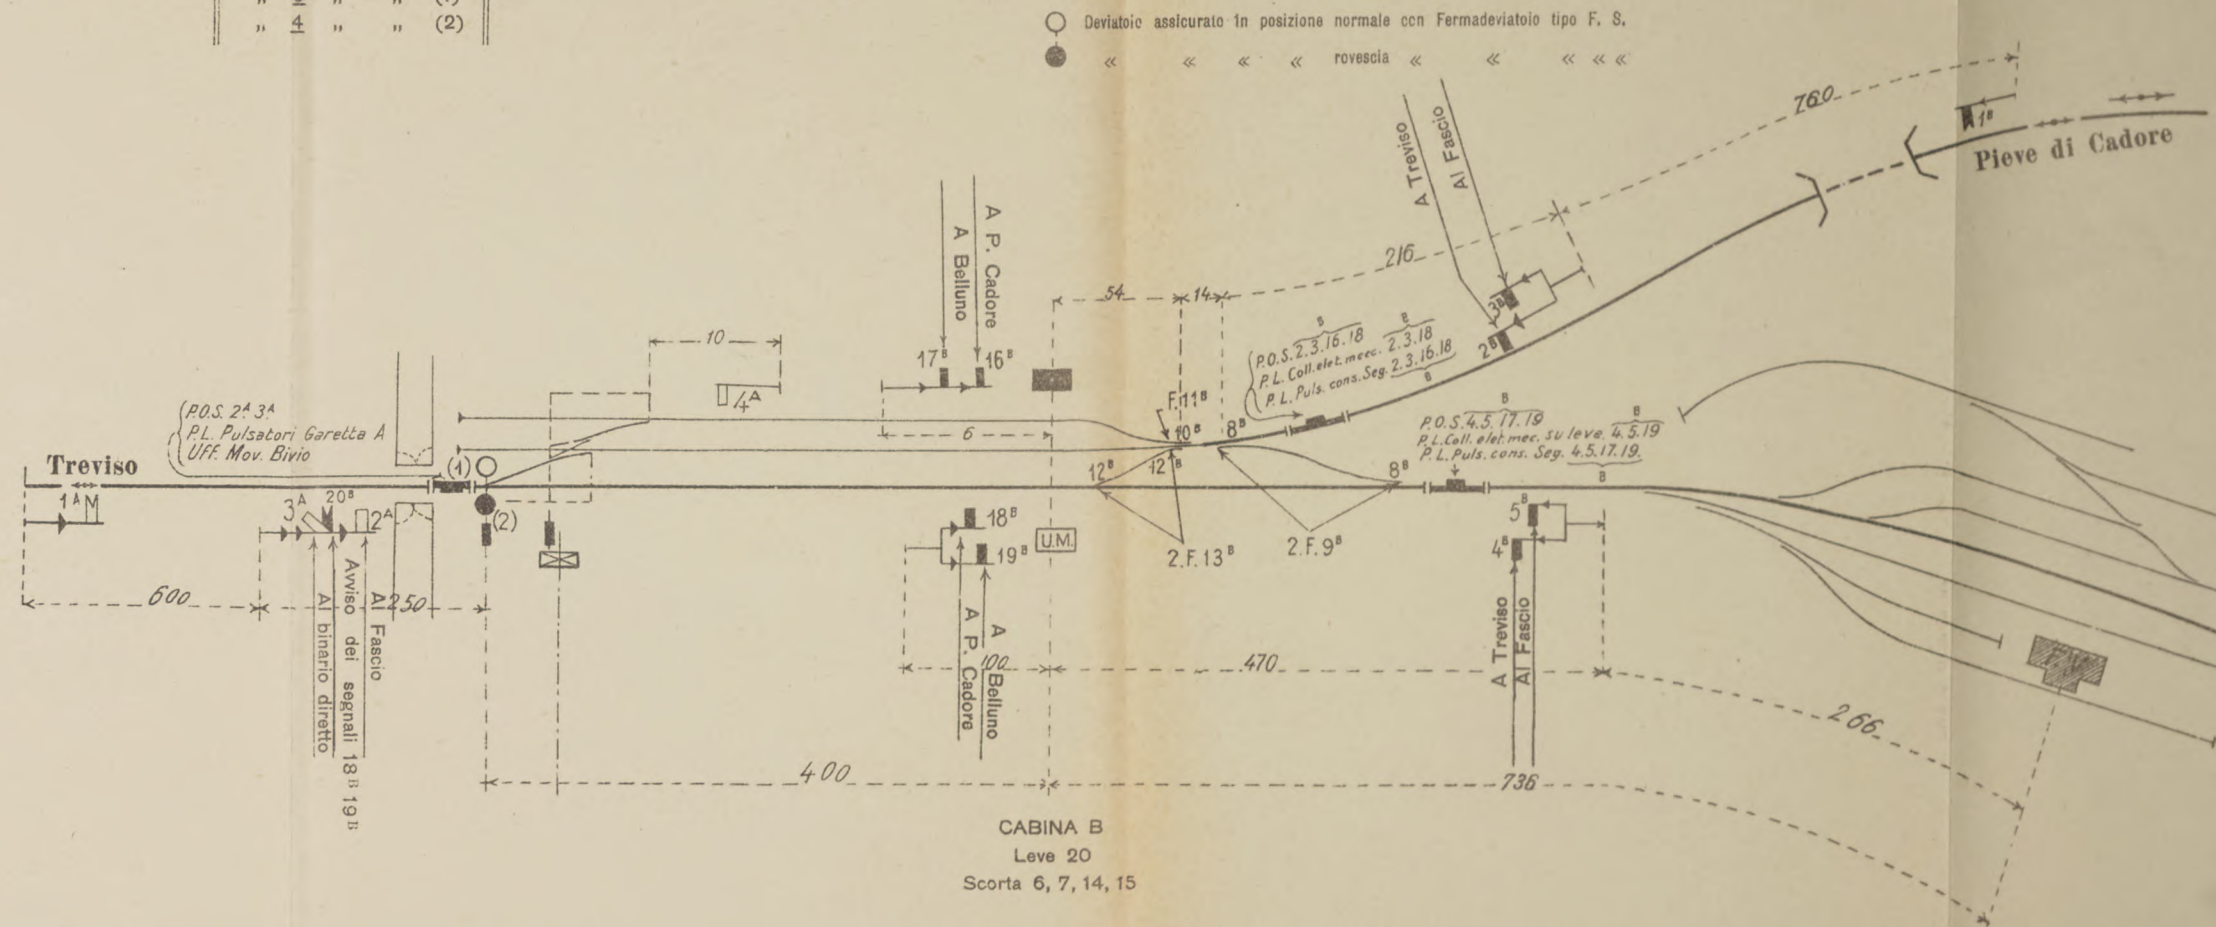 „ 4 „ „ (2)
Deviatoio assicurato in posizione normale con Fermadeviatoio tipo F. S.
« « « « rovescia « « « « «
760
1ᴮ
Pieve di Cadore
A Treviso
Al Fascio
216
3ᴮ
2ᴮ
A P. Cadore
A Belluno
17ᴮ 16ᴮ
54 14
10
4ᴬ
6
F.11ᴮ
10ᴮ 8ᴮ
B B
P.O.S. 2.3.16.18
P.L. Coll. elet. mecc. 2.3.18
P.L. Puls. cons. Seg. 2.3.16.18
B
P.O.S. 2ᴬ 3ᴬ
P.L. Pulsatori Garetta A
Uff. Mov. Bivio
B B
P.O.S. 4.5.17.19
P.L. Coll. elet. mec. su leve. 4.5.19
P.L. Puls. cons. Seg. 4.5.17.19.
B
Treviso
(1)
12ᴮ 12ᴮ 8ᴮ
1ᴬ M
3ᴬ 20ᴮ 2ᴬ
(2)
18ᴮ
19ᴮ
U.M.
2.F.13ᴮ 2.F.9ᴮ
5ᴮ
4ᴮ
600 250
Al binario diretto
Avviso dei segnali 18ᴮ 19ᴮ
Al Fascio
A P. Cadore
A Belluno
100 470
A Treviso
Al Fascio
F.V.
266
400 736
CABINA B
Leve 20
Scorta 6, 7, 14, 15